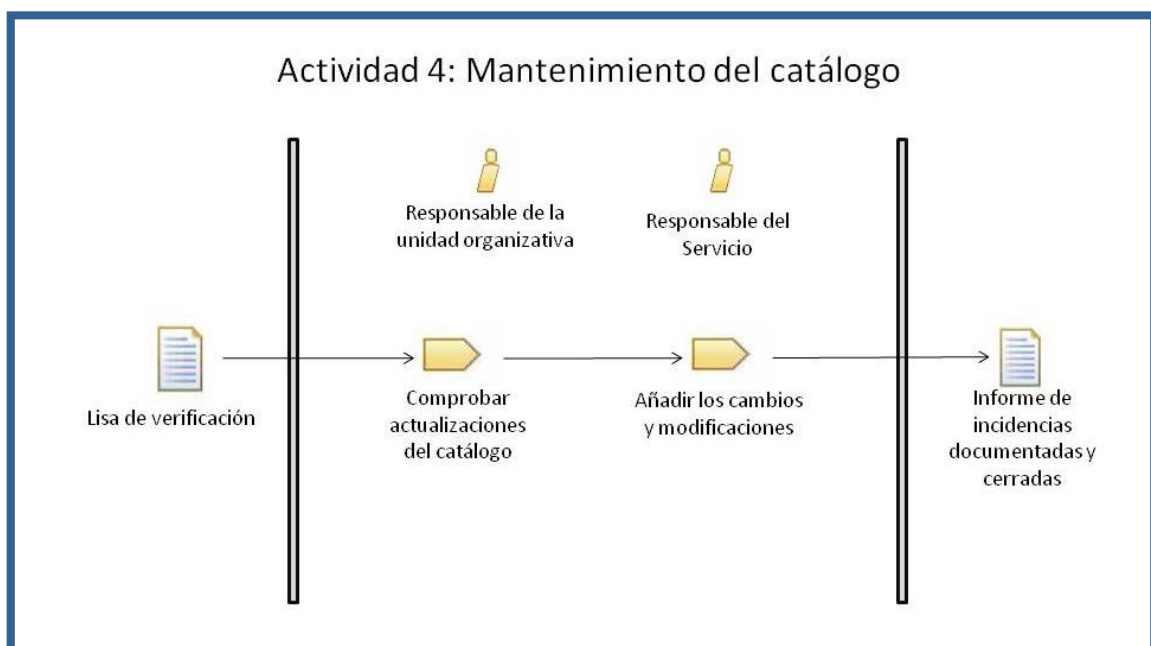 Actividad 4: Mantenimiento del catálogo
Responsable de la
unidad organizativa
Responsable del
Servicio
Lisa de verificación
Comprobar
actualizaciones
del catálogo
Añadir los cambios
y modificaciones
Informe de
incidencias
documentadas y
cerradas